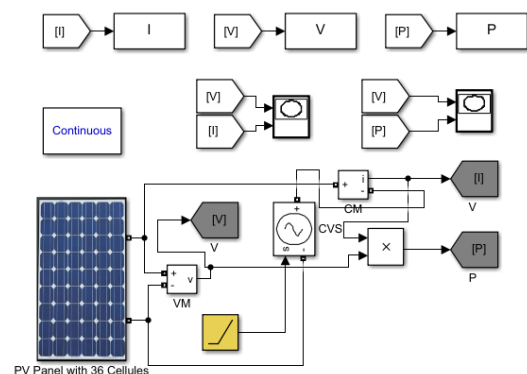 [I] I [V] V [P] P
[V] [V]
[I] [P]
Continuous
+ i [I]
-
CM V
+
[V] CVS
V
s -
×
[P]
P
+
v
-
VM
PV Panel with 36 Cellules